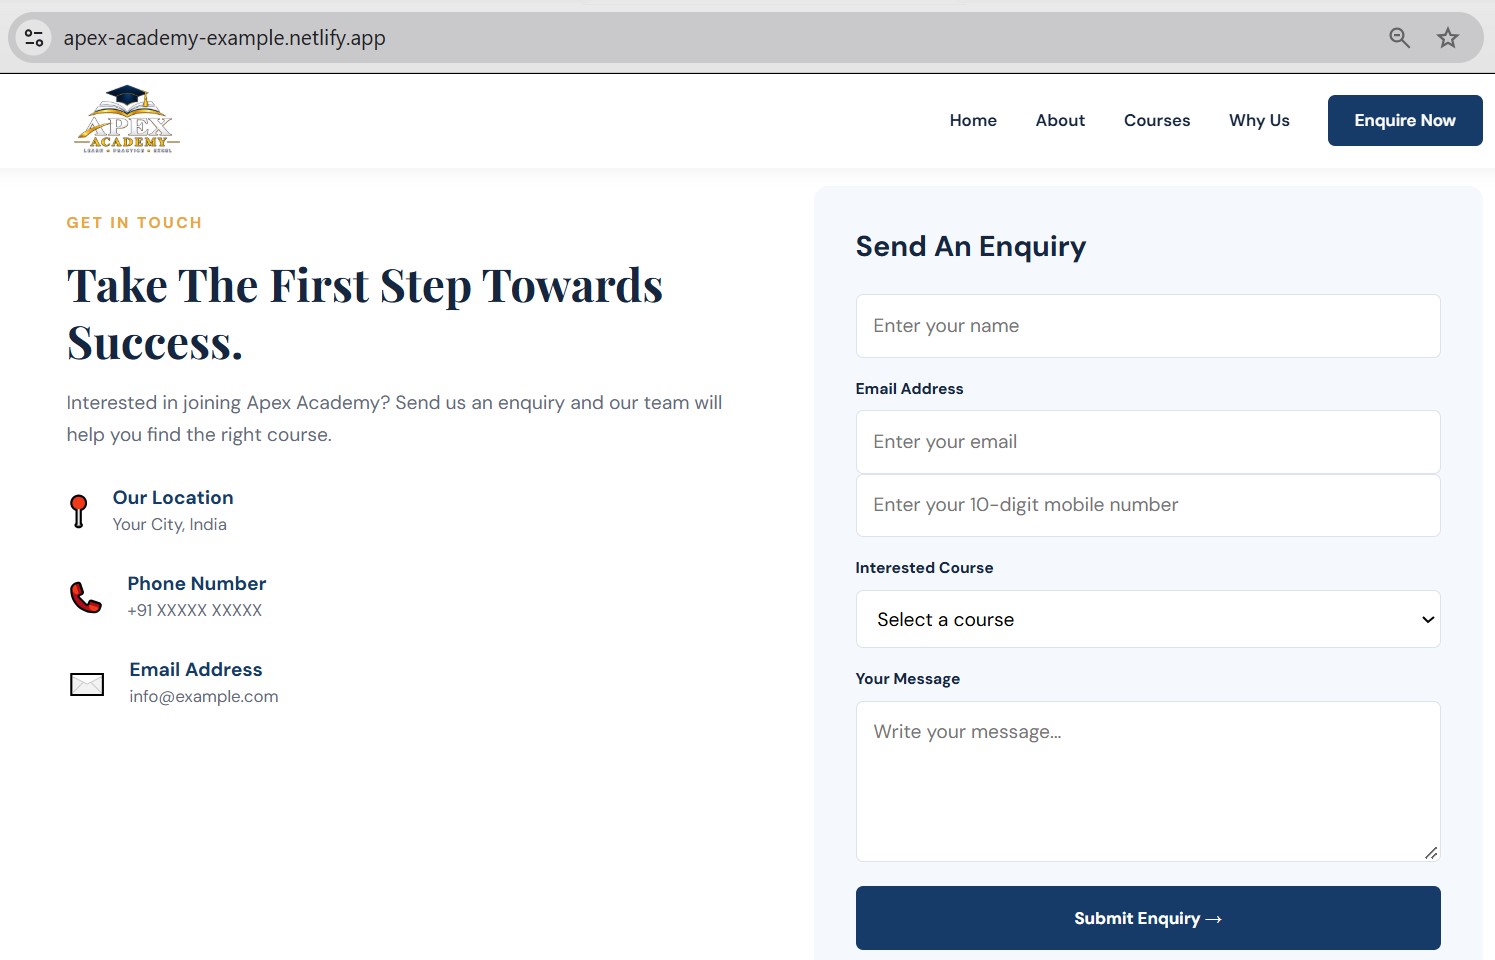 apex-academy-example.netlify.app
APEX
ACADEMY
LEARN • PRACTICE • EXCEL
Home
About
Courses
Why Us
Enquire Now
GET IN TOUCH
Take The First Step Towards
Success.
Interested in joining Apex Academy? Send us an enquiry and our team will
help you find the right course.
Our Location
Your City, India
Phone Number
+91 XXXXX XXXXX
Email Address
info@example.com
Send An Enquiry
Enter your name
Email Address
Enter your email
Enter your 10-digit mobile number
Interested Course
Select a course
Your Message
Write your message...
Submit Enquiry →